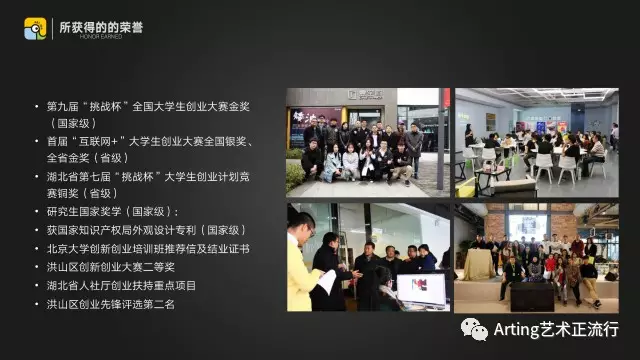 所获得的的荣誉
HONOR EARNED
• 第九届“挑战杯”全国大学生创业大赛金奖
（国家级）
• 首届“互联网+”大学生创业大赛全国银奖、
全省金奖（省级）
• 湖北省第七届“挑战杯”大学生创业计划竞
赛铜奖（省级）
• 研究生国家奖学（国家级）；
• 获国家知识产权局外观设计专利（国家级）
• 北京大学创新创业培训班推荐信及结业证书
• 洪山区创新创业大赛二等奖
• 湖北省人社厅创业扶持重点项目
• 洪山区创业先锋评选第二名
Arting艺术正流行